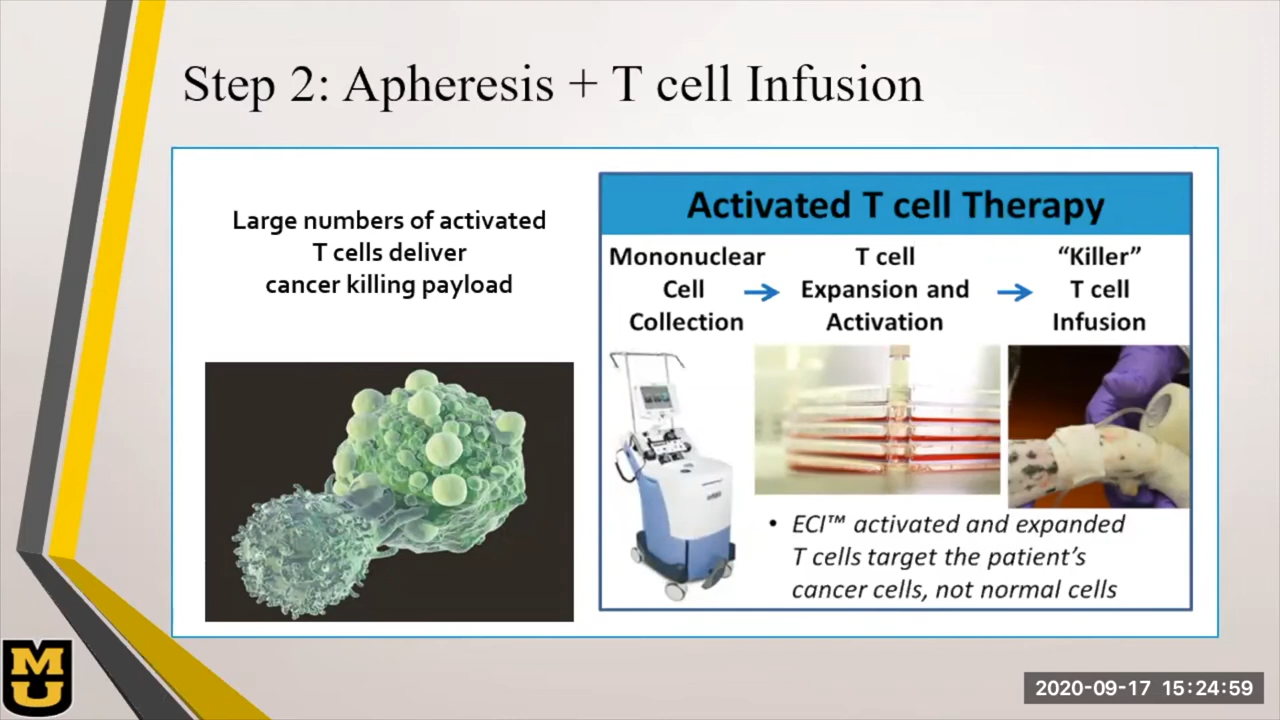 Step 2: Apheresis + T cell Infusion
Large numbers of activated
T cells deliver
cancer killing payload
Activated T cell Therapy
Mononuclear
Cell
Collection
T cell
Expansion and
Activation
“Killer”
T cell
Infusion
• ECI™ activated and expanded
T cells target the patient’s
cancer cells, not normal cells
MU
2020-09-17 15:24:59